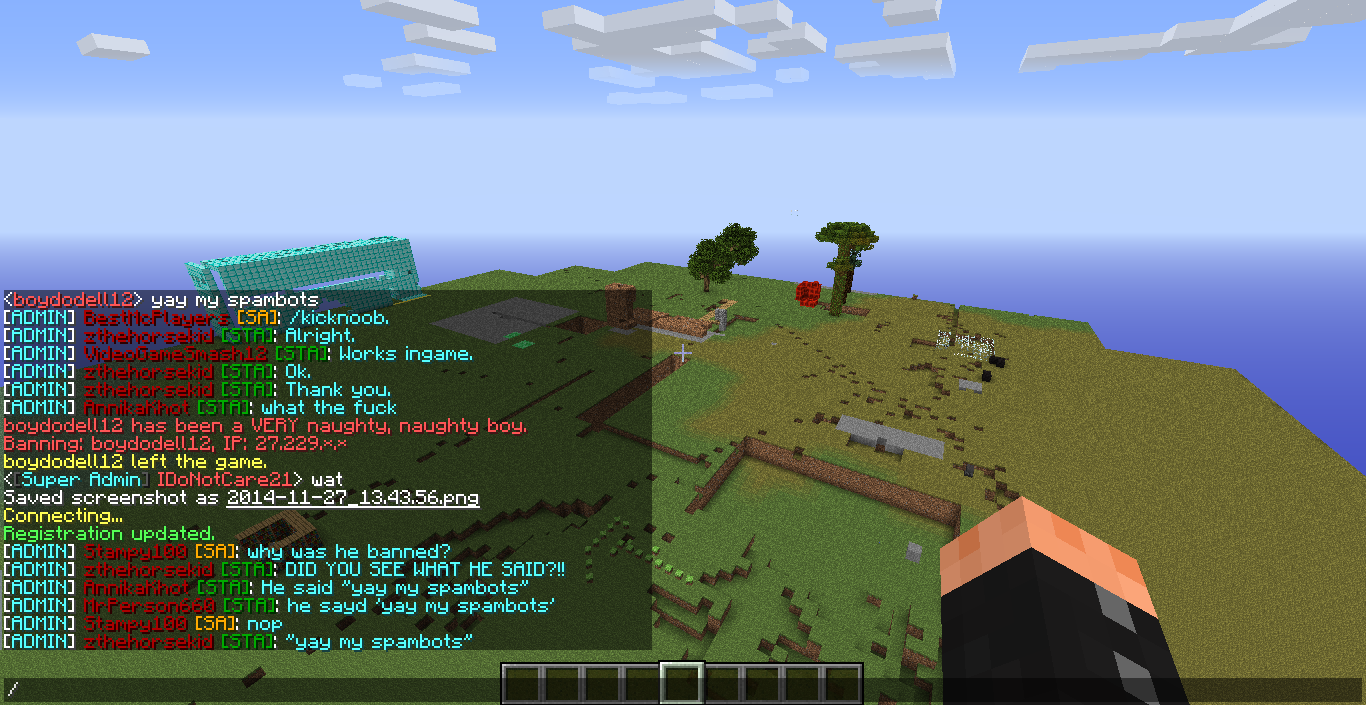 <boydodell12> yay my spambots
[ADMIN] BestMcPlayers [SA]: /kicknoob.
[ADMIN] zthehorsekid [STA]: Alright.
[ADMIN] VideoGameSmash12 [STA]: Works ingame.
[ADMIN] zthehorsekid [STA]: Ok.
[ADMIN] zthehorsekid [STA]: Thank you.
[ADMIN] AnnikaKhot [STA]: what the fuck
boydodell12 has been a VERY naughty, naughty boy.
Banning: boydodell12, IP: 27.229.*.*
boydodell12 left the game.
<[Super Admin] IDoNotCare21> wat
Saved screenshot as 2014-11-27_13.43.56.png
Connecting...
Registration updated.
[ADMIN] Stampy100 [SA]: why was he banned?
[ADMIN] zthehorsekid [STA]: DID YOU SEE WHAT HE SAID?!!
[ADMIN] AnnikaKhot [STA]: He said "yay my spambots"
[ADMIN] MrPerson660 [STA]: he sayd 'yay my spambots'
[ADMIN] Stampy100 [SA]: nop
[ADMIN] zthehorsekid [STA]: "yay my spambots"
/